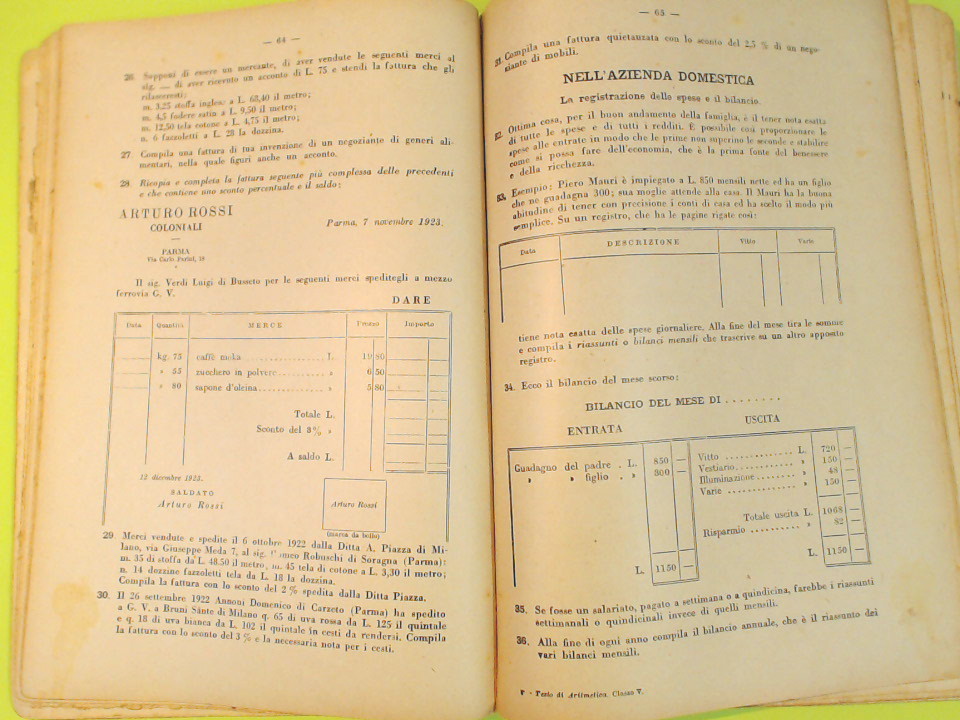 — 64 —
26. Supponi di essere un mercante, di aver vendute le seguenti merci al
sig. — di aver ricevuto un acconto di L. 75 e stendi la fattura che gli
rilasceresti;
m. 3,25 stoffa inglese a L. 68,40 il metro;
m. 4,5 fodere satin a L. 9,50 il metro;
m. 12,50 tela cotone a L. 4,75 il metro;
n. 6 fazzoletti a L. 28 la dozzina.
27. Compila una fattura di tua invenzione di un negoziante di generi ali-
mentari, nella quale figuri anche un acconto.
28. Ricopia e completa la fattura seguente più complessa delle precedenti
e che contiene uno sconto percentuale e il saldo:
ARTURO ROSSI
COLONIALI
Parma, 7 novembre 1923.
PARMA
Via Carlo Farini, 10
Il sig. Verdi Luigi di Busseto per le seguenti merci speditegli a mezzo
ferrovia G. V.
DARE
Data Quantità MERCE Prezzo Importo
kg. 75 caffè moka L. 19 80
» 55 zucchero in polvere » 6 50
» 80 sapone d'oleina » 5 80
Totale L.
Sconto del 3% »
A saldo L.
12 dicembre 1923.
SALDATO
Arturo Rossi
Arturo Rossi
(marca da bollo)
29. Merci vendute e spedite il 6 ottobre 1922 dalla Ditta A. Piazza di Mi-
lano, via Giuseppe Meda 7, al sig. Robuschi di Soragna (Parma):
m. 35 di stoffa da L. 48.50 il metro, m. 45 tela di cotone a L. 3,30 il metro;
n. 14 dozzine fazzoletti tela da L. 18 la dozzina.
Compila la fattura con lo sconto del 2 % spedita dalla Ditta Piazza.
30. Il 26 settembre 1922 Annoni Domenico di Carzeto (Parma) ha spedito
a G. V. a Bruni Sante di Milano q. 65 di uva rossa da L. 125 il quintale
e q. 18 di uva bianca da L. 102 il quintale in cesti da rendersi. Compila
la fattura con lo sconto del 3 % e la necessaria nota per i cesti.
— 65 —
31. Compila una fattura quietanzata con lo sconto del 2,5 % di un nego-
ziante di mobili.
NELL'AZIENDA DOMESTICA
La registrazione delle spese e il bilancio.
32. Ottima cosa, per il buon andamento della famiglia, è il tener nota esatta
di tutte le spese e di tutti i redditi. È possibile così proporzionare le
spese alle entrate in modo che le prime non superino le seconde e stabilire
come si possa fare dell'economia, che è la prima fonte del benessere
e della ricchezza.
33. Esempio: Piero Mauri è impiegato a L. 850 mensili nette ed ha un figlio
che ne guadagna 300; sua moglie attende alla casa. Il Mauri ha la buona
abitudine di tener con precisione i conti di casa ed ha scelto il modo più
semplice. Su un registro, che ha le pagine rigate così:
Data DESCRIZIONE Vitto Varie
tiene nota esatta delle spese giornaliere. Alla fine del mese tira le somme
e compila i riassunti o bilanci mensili che trascrive su un altro apposito
registro.
34. Ecco il bilancio del mese scorso:
BILANCIO DEL MESE DI ........
ENTRATA
USCITA
Guadagno del padre . L. 850 —
» » figlio . » 300 —
L. 1150 —
Vitto L. 720 —
Vestiario » 150 —
Illuminazione » 48 —
Varie » 150 —
Totale uscita L. 1068 —
Risparmio » 82 —
L. 1150 —
35. Se fosse un salariato, pagato a settimana o a quindicina, farebbe i riassunti
settimanali o quindicinali invece di quelli mensili.
36. Alla fine di ogni anno compila il bilancio annuale, che è il riassunto dei
vari bilanci mensili.
- Testo di Aritmetica. Classe V.